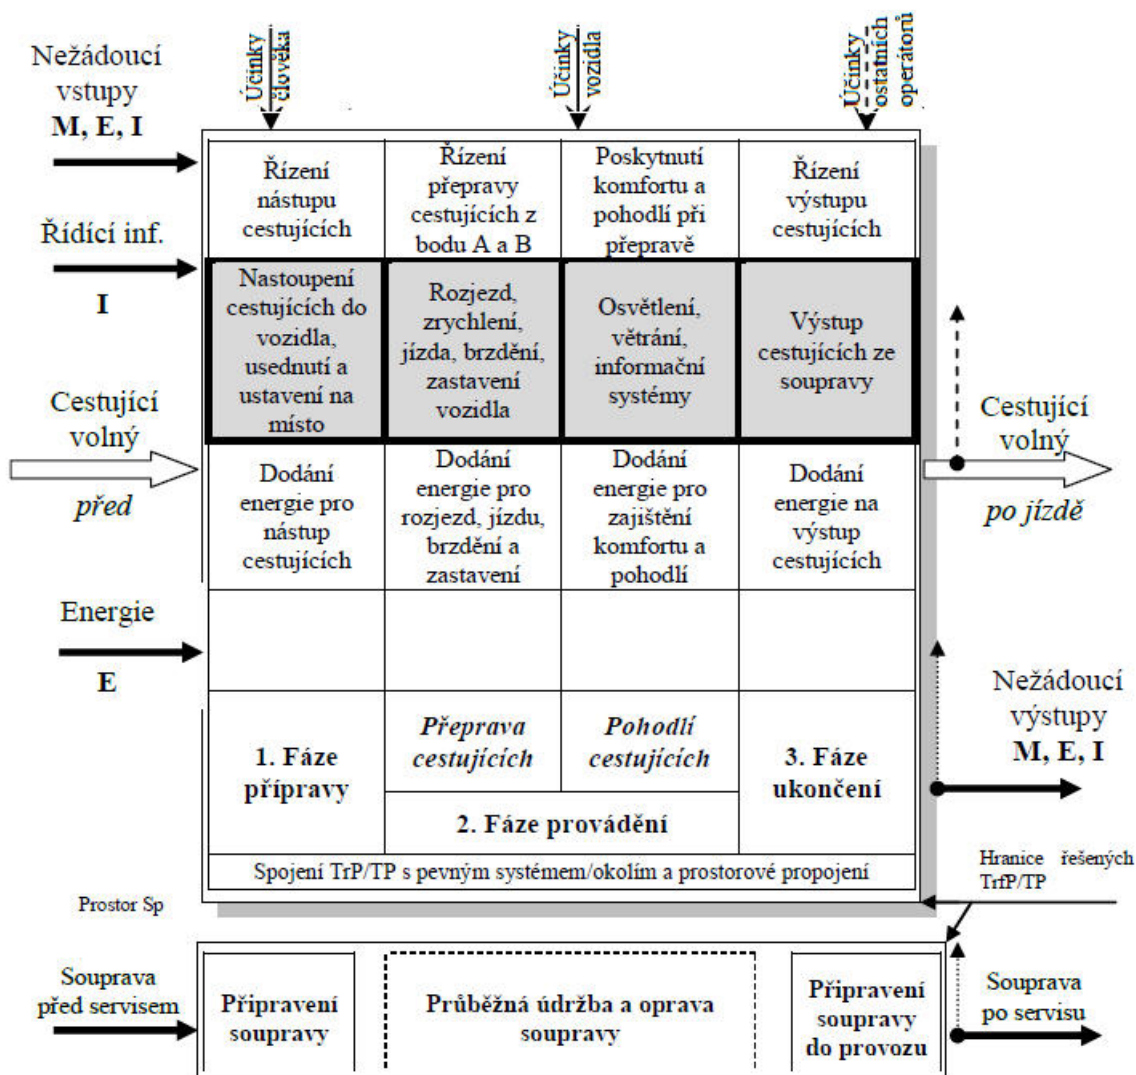 Účinky
člověka
Účinky
vozidla
Účinky
ostatních
operátorů
Nežádoucí
vstupy
M, E, I
Řídící inf.
I
Cestující
volný
před
Energie
E
Řízení
nástupu
cestujících
Řízení
přepravy
cestujících z
bodu A a B
Poskytnutí
komfortu a
pohodlí při
přepravě
Řízení
výstupu
cestujících
Nastoupení
cestujících do
vozidla,
usednutí a
ustavení na
místo
Rozjezd,
zrychlení,
jízda, brzdění,
zastavení
vozidla
Osvětlení,
větrání,
informační
systémy
Výstup
cestujících ze
soupravy
Dodání
energie pro
nástup
cestujících
Dodání
energie pro
rozjezd, jízdu,
brzdění a
zastavení
Dodání
energie pro
zajištění
komfortu a
pohodlí
Dodání
energie na
výstup
cestujících
Cestující
volný
po jízdě
1. Fáze
přípravy
Přeprava
cestujících
Pohodlí
cestujících
2. Fáze provádění
3. Fáze
ukončení
Nežádoucí
výstupy
M, E, I
Spojení TrP/TP s pevným systémem/okolím a prostorové propojení
Hranice řešených
TrfP/TP
Prostor Sp
Souprava
před servisem
Připravení
soupravy
Průběžná údržba a oprava
soupravy
Připravení
soupravy
do provozu
Souprava
po servisu